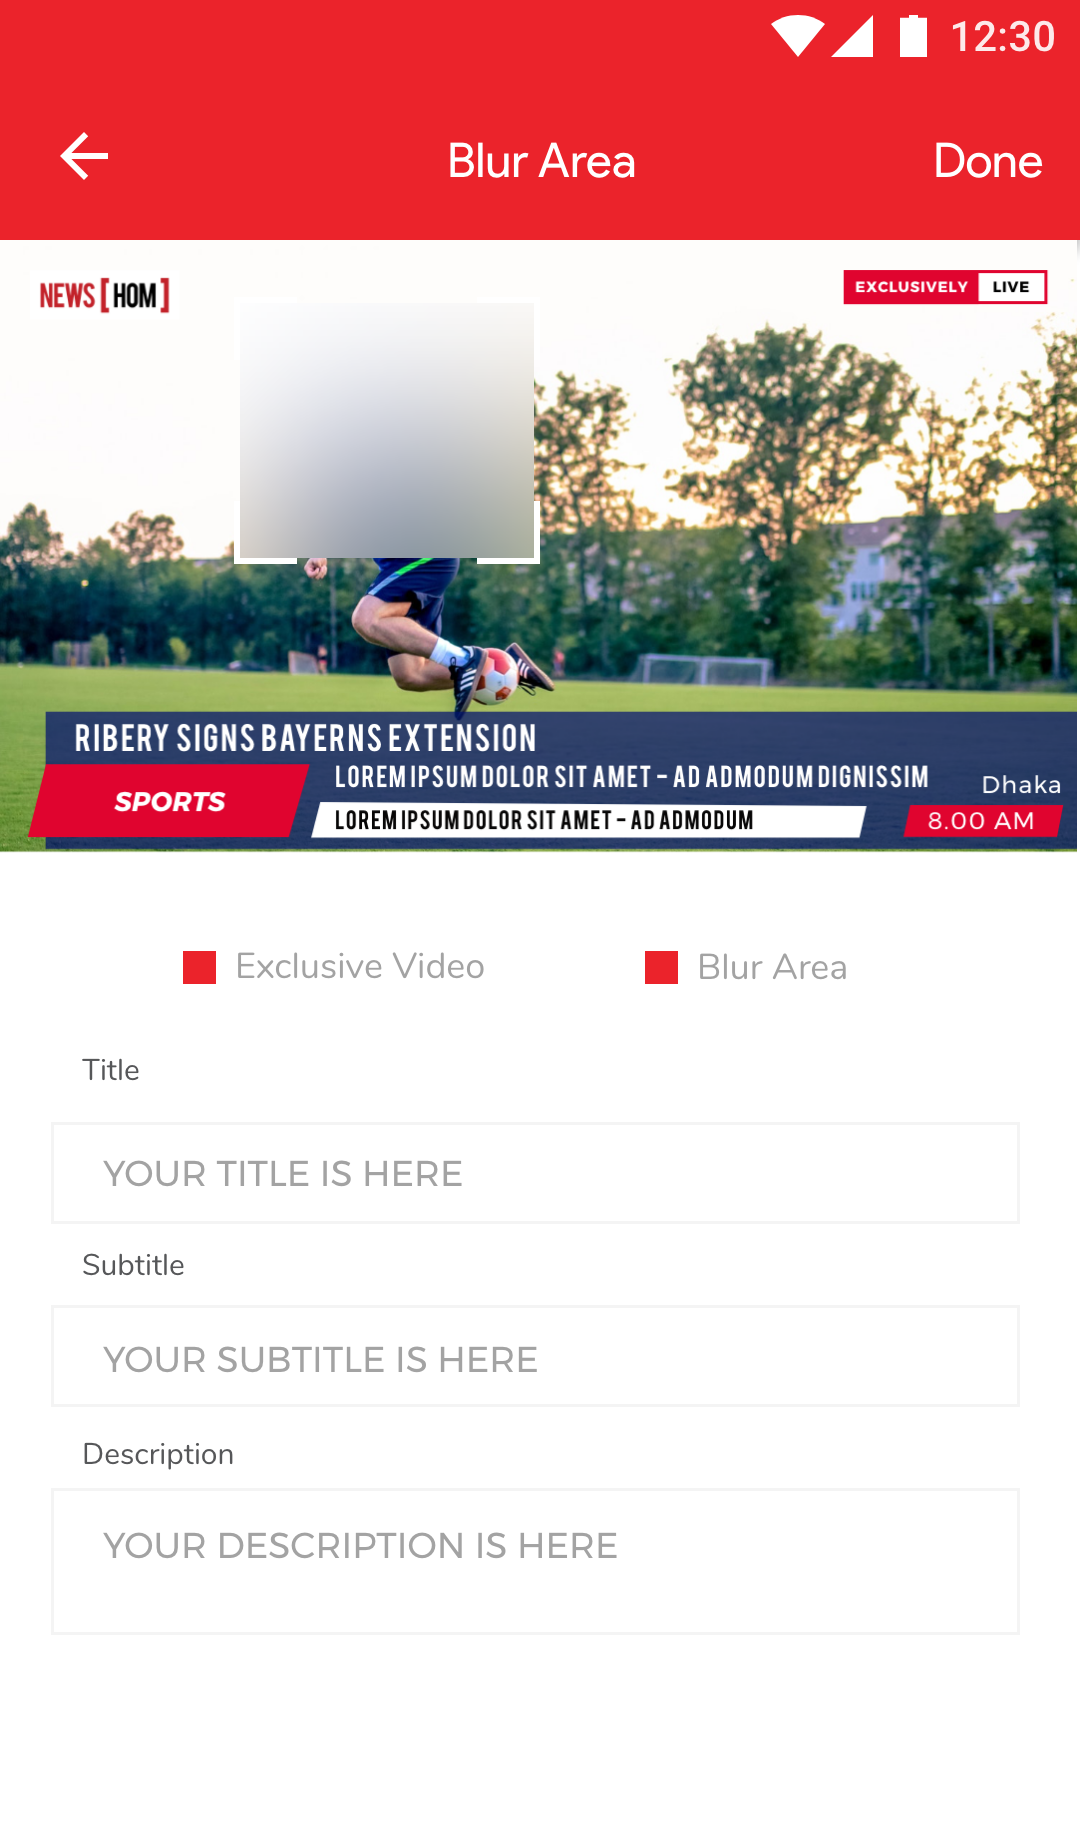 12:30
Blur Area
Done
NEWS [HOM]
EXCLUSIVELY LIVE
RIBERY SIGNS BAYERNS EXTENSION
LOREM IPSUM DOLOR SIT AMET - AD ADMODUM DIGNISSIM
Dhaka
SPORTS
LOREM IPSUM DOLOR SIT AMET - AD ADMODUM
8.00 AM
Exclusive Video
Blur Area
Title
YOUR TITLE IS HERE
Subtitle
YOUR SUBTITLE IS HERE
Description
YOUR DESCRIPTION IS HERE